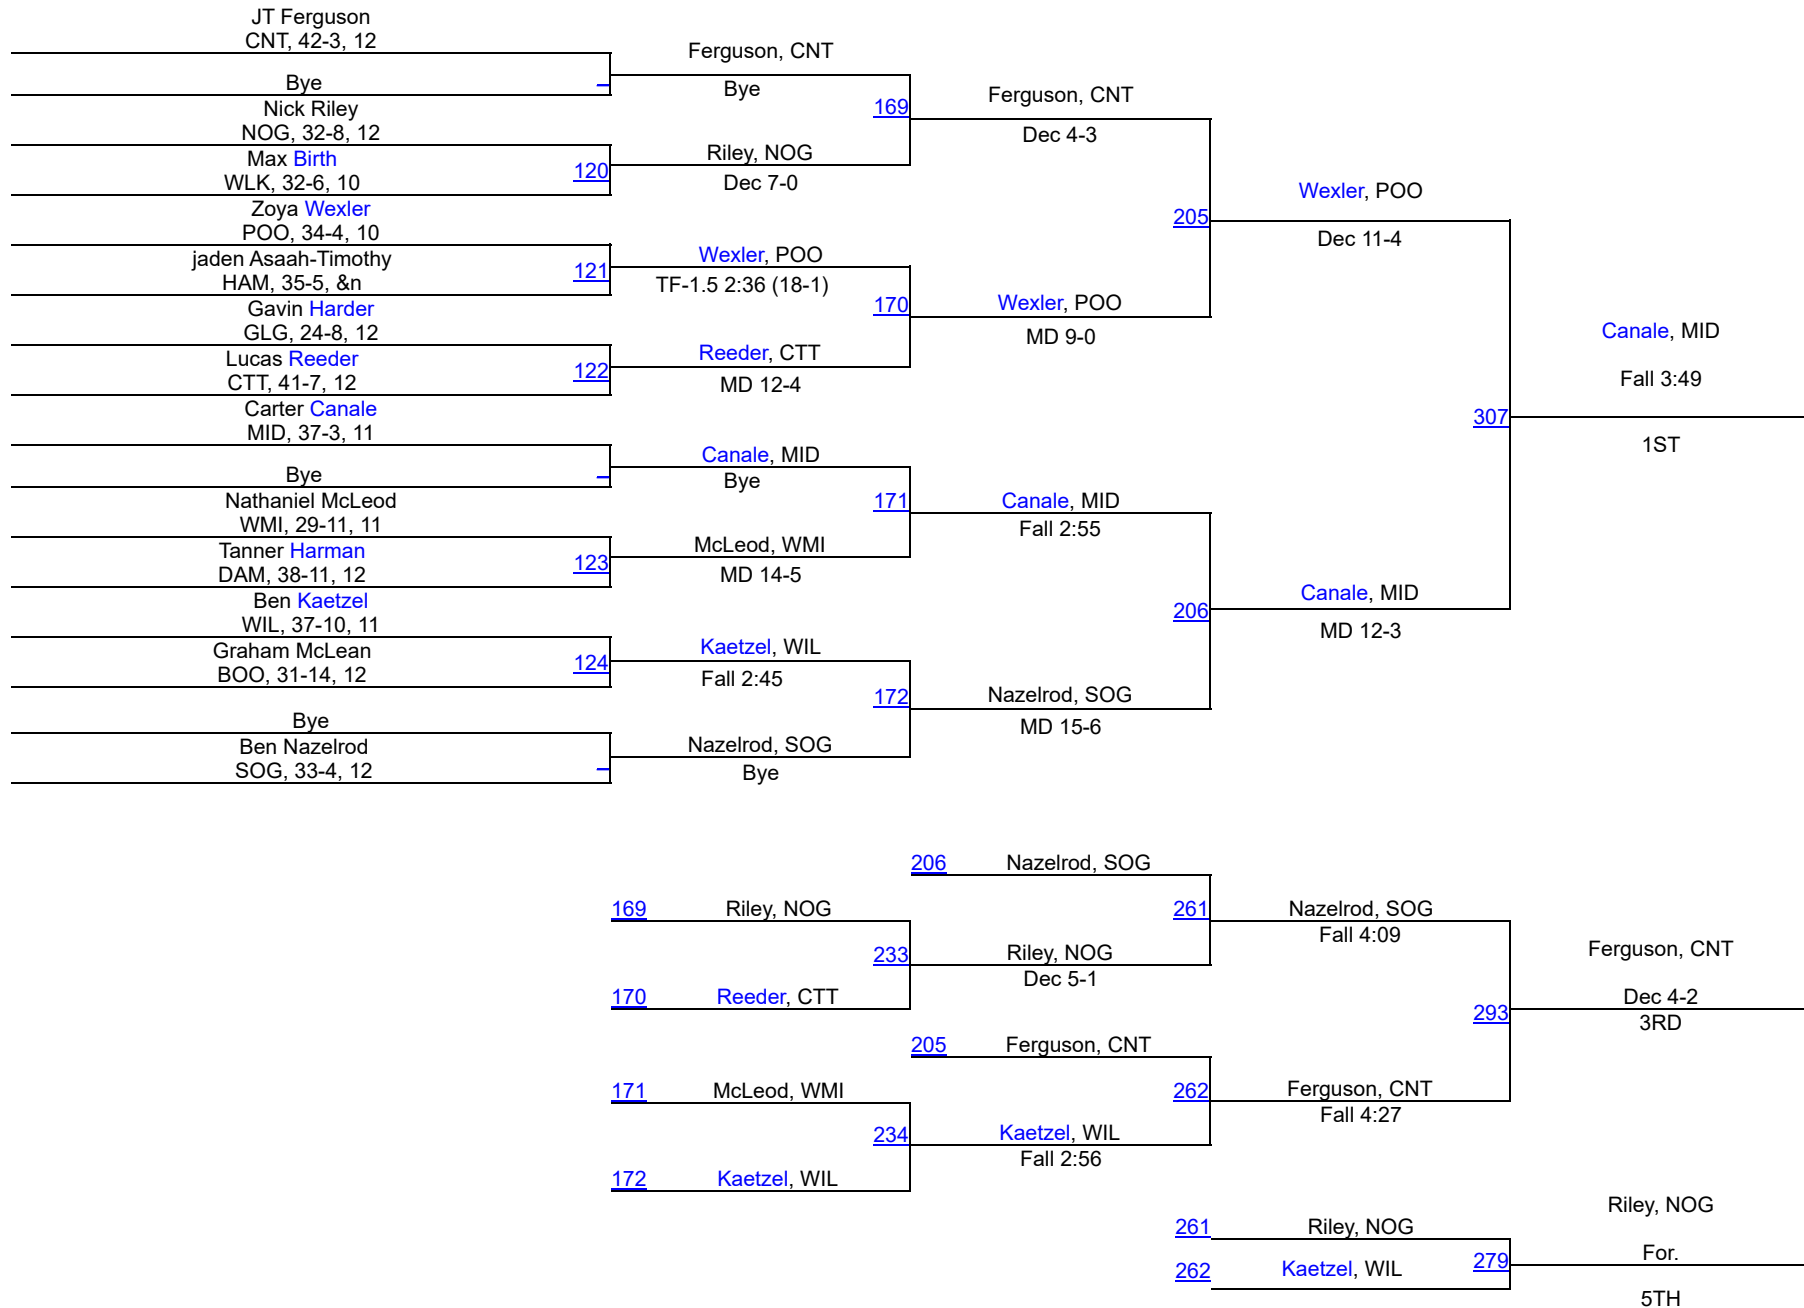 JT Ferguson
CNT, 42-3, 12
Bye
Nick Riley
NOG, 32-8, 12
Max Birth
WLK, 32-6, 10
120
Zoya Wexler
POO, 34-4, 10
jaden Asaah-Timothy
HAM, 35-5, &n
121
Gavin Harder
GLG, 24-8, 12
Lucas Reeder
CTT, 41-7, 12
122
Carter Canale
MID, 37-3, 11
Bye
Nathaniel McLeod
WMI, 29-11, 11
Tanner Harman
DAM, 38-11, 12
123
Ben Kaetzel
WIL, 37-10, 11
Graham McLean
BOO, 31-14, 12
124
Bye
Ben Nazelrod
SOG, 33-4, 12
Ferguson, CNT
Bye
169
Riley, NOG
Dec 7-0
Wexler, POO
TF-1.5 2:36 (18-1)
170
Reeder, CTT
MD 12-4
Canale, MID
Bye
171
McLeod, WMI
MD 14-5
Kaetzel, WIL
Fall 2:45
172
Nazelrod, SOG
Bye
Ferguson, CNT
Dec 4-3
205
Wexler, POO
MD 9-0
Canale, MID
Fall 2:55
206
Nazelrod, SOG
MD 15-6
Wexler, POO
Dec 11-4
307
Canale, MID
MD 12-3
Canale, MID
Fall 3:49
1ST
206 Nazelrod, SOG
169 Riley, NOG
233
170 Reeder, CTT
261
Riley, NOG
Dec 5-1
205 Ferguson, CNT
171 McLeod, WMI
234
172 Kaetzel, WIL
262
Kaetzel, WIL
Fall 2:56
Nazelrod, SOG
Fall 4:09
293
Ferguson, CNT
Fall 4:27
Ferguson, CNT
Dec 4-2
3RD
261 Riley, NOG
262 Kaetzel, WIL
279
Riley, NOG
For.
5TH